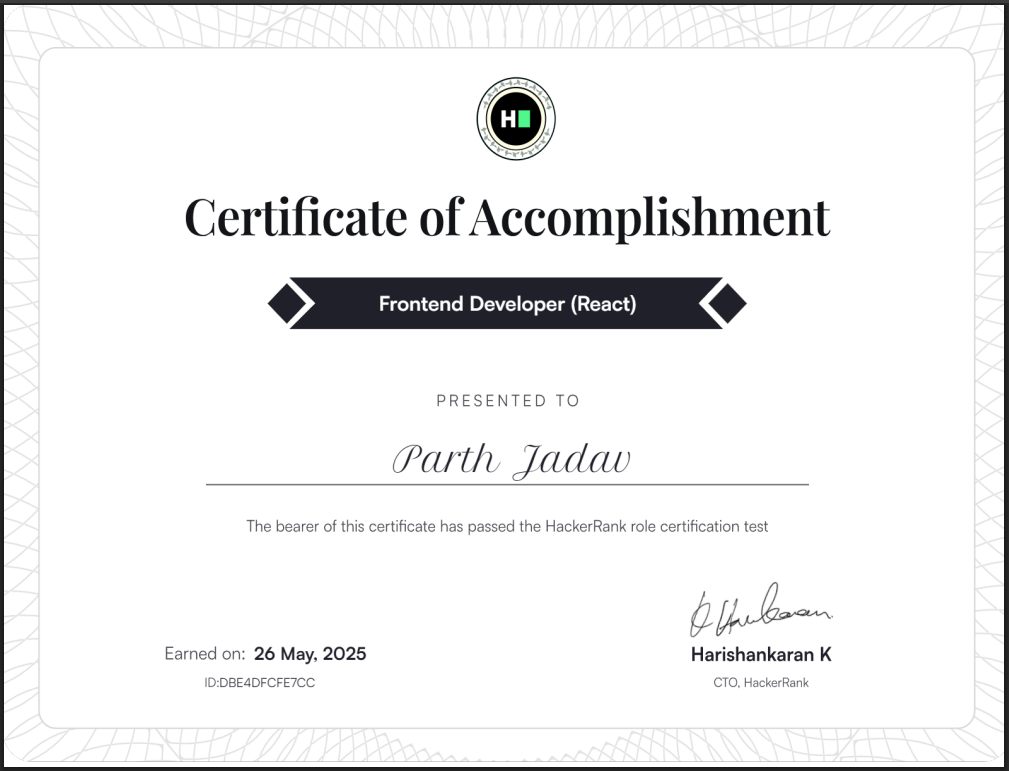 H
Certificate of Accomplishment
Frontend Developer (React)
PRESENTED TO
Parth Jadav
The bearer of this certificate has passed the HackerRank role certification test
Earned on: 26 May, 2025
ID:DBE4DFCFE7CC
Harishankaran K
CTO, HackerRank